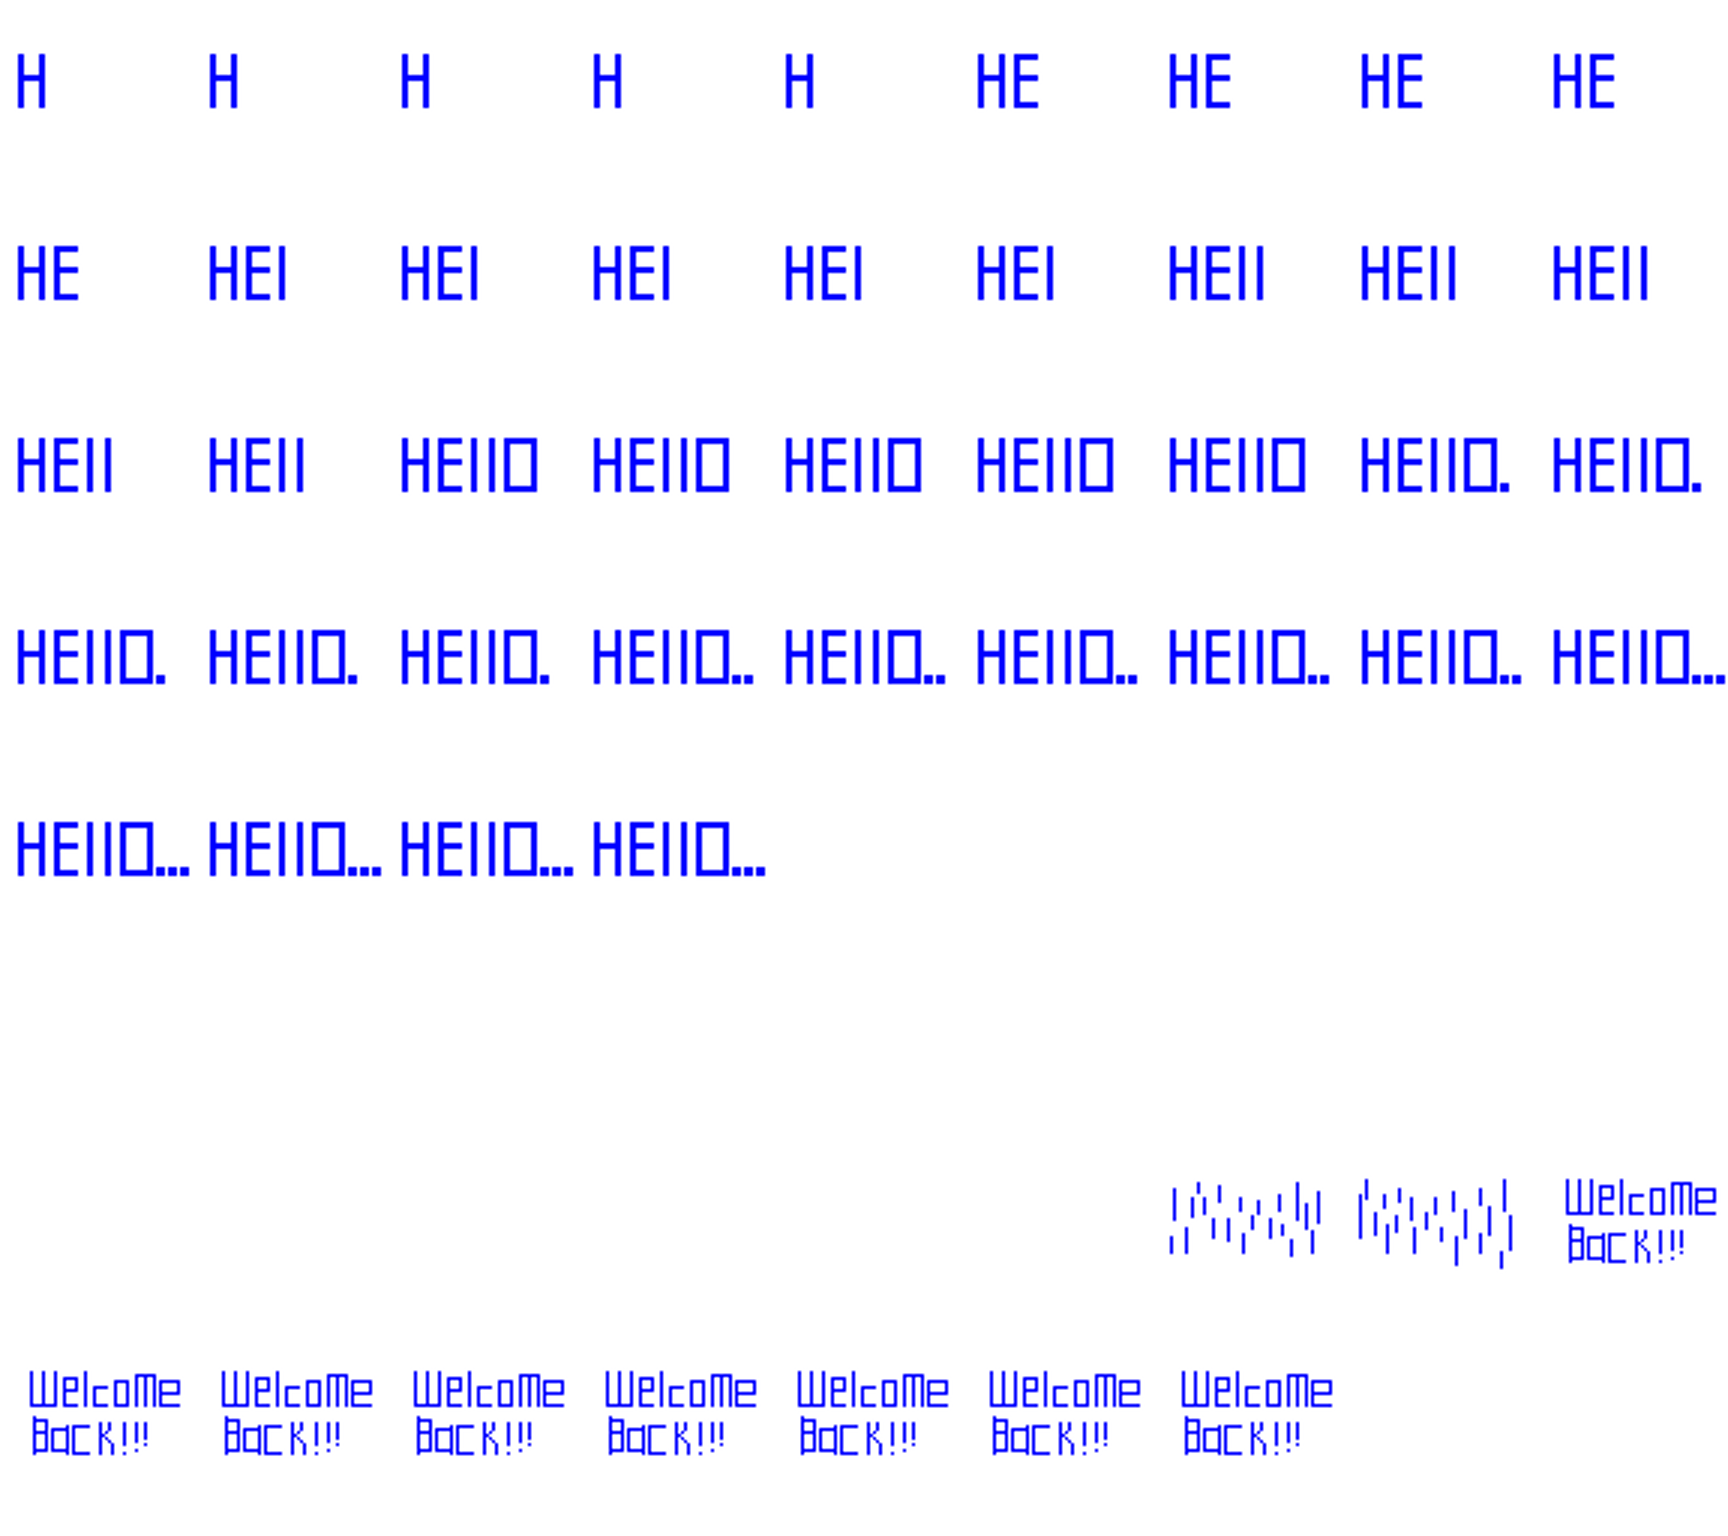 H H H H H HE HE HE HE
HE HEl HEl HEl HEl HEl HEll HEll HEll
HEll HEll HEllO HEllO HEllO HEllO HEllO HEllO. HEllO.
HEllO. HEllO. HEllO. HEllO.. HEllO.. HEllO.. HEllO.. HEllO.. HEllO...
HEllO... HEllO... HEllO... HEllO...
WelcoMe
BacK!!!
WelcoMe WelcoMe WelcoMe WelcoMe WelcoMe WelcoMe WelcoMe
BacK!!! BacK!!! BacK!!! BacK!!! BacK!!! BacK!!! BacK!!!